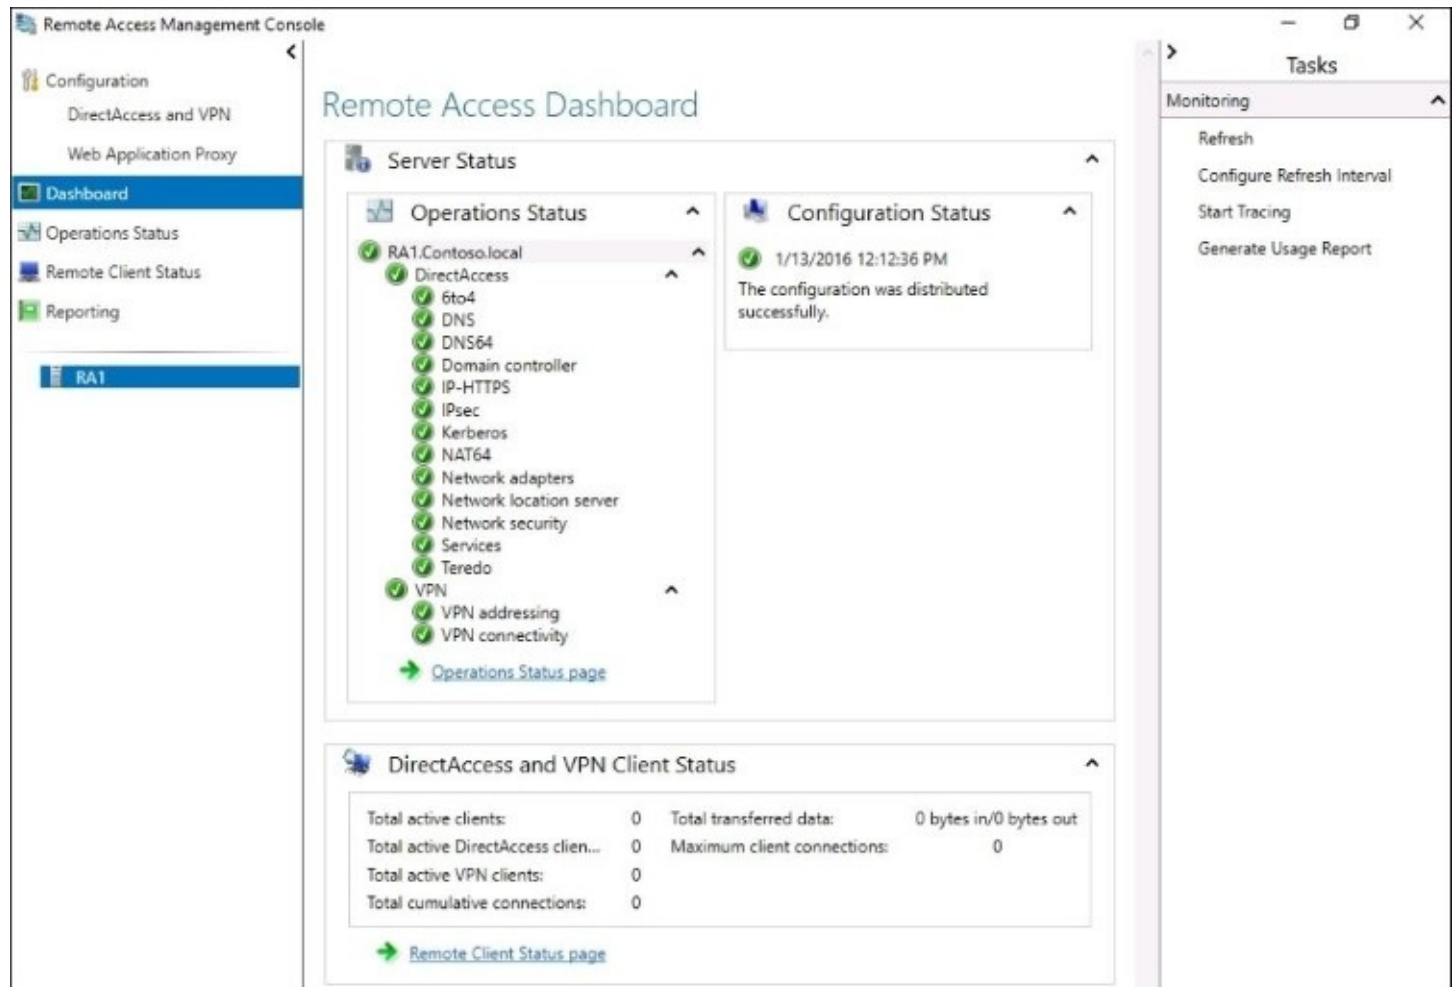 Remote Access Management Console
Configuration
DirectAccess and VPN
Web Application Proxy
Dashboard
Operations Status
Remote Client Status
Reporting
RA1
Remote Access Dashboard
Server Status
Operations Status
RA1.Contoso.local
DirectAccess
6to4
DNS
DNS64
Domain controller
IP-HTTPS
IPsec
Kerberos
NAT64
Network adapters
Network location server
Network security
Services
Teredo
VPN
VPN addressing
VPN connectivity
Operations Status page
Configuration Status
1/13/2016 12:12:36 PM
The configuration was distributed
successfully.
DirectAccess and VPN Client Status
Total active clients: 0 Total transferred data: 0 bytes in/0 bytes out
Total active DirectAccess clien... 0 Maximum client connections: 0
Total active VPN clients: 0
Total cumulative connections: 0
Remote Client Status page
Tasks
Monitoring
Refresh
Configure Refresh Interval
Start Tracing
Generate Usage Report